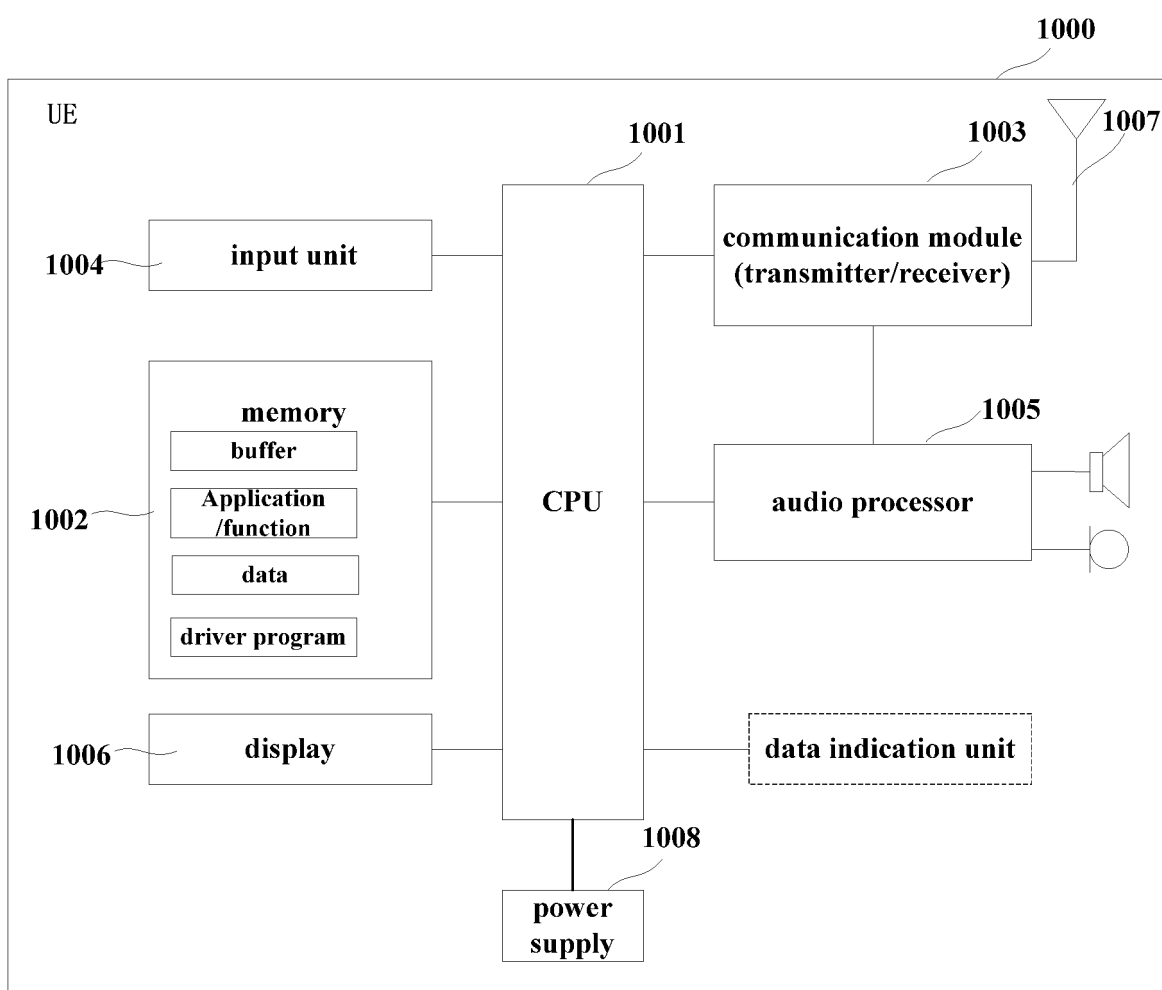 1000
UE
1001
1003
1007
input unit
1004
communication module
(transmitter/receiver)
memory
buffer
Application
/function
data
driver program
1002
CPU
1005
audio processor
1006
display
data indication unit
1008
power
supply